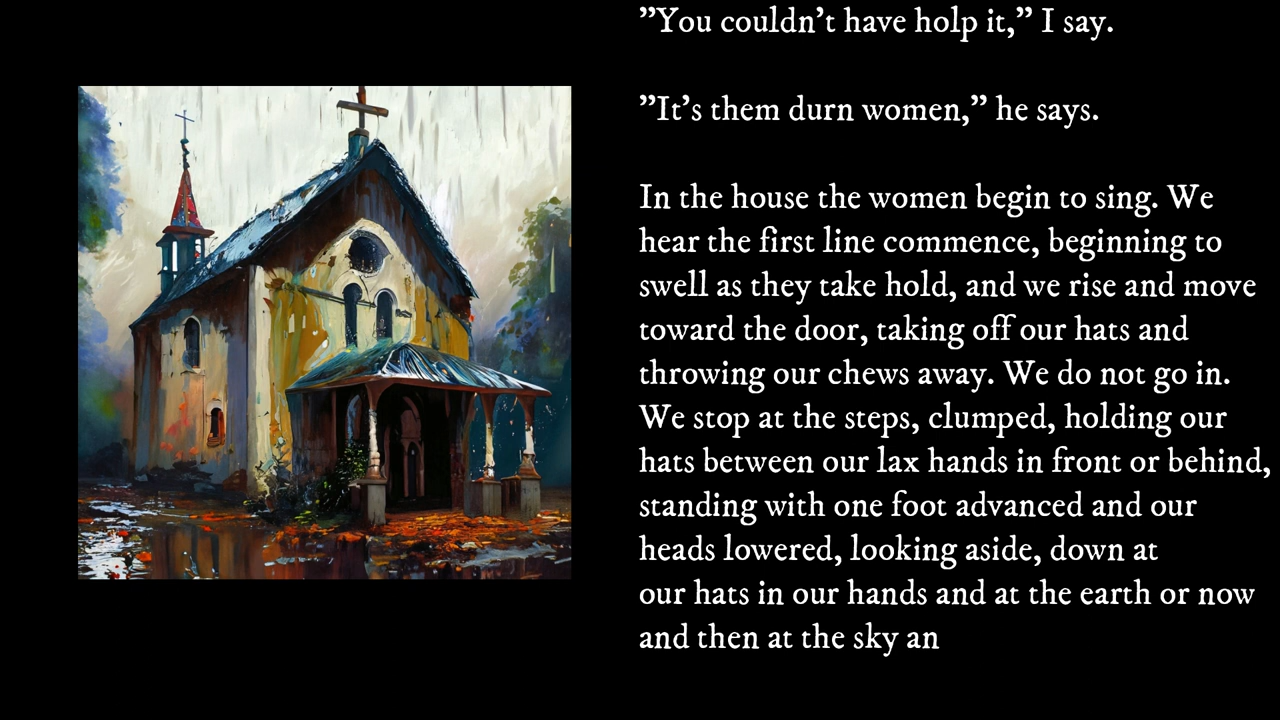 ”You couldn’t have holp it,” I say.
”It’s them durn women,” he says.
In the house the women begin to sing. We
hear the first line commence, beginning to
swell as they take hold, and we rise and move
toward the door, taking off our hats and
throwing our chews away. We do not go in.
We stop at the steps, clumped, holding our
hats between our lax hands in front or behind,
standing with one foot advanced and our
heads lowered, looking aside, down at
our hats in our hands and at the earth or now
and then at the sky an